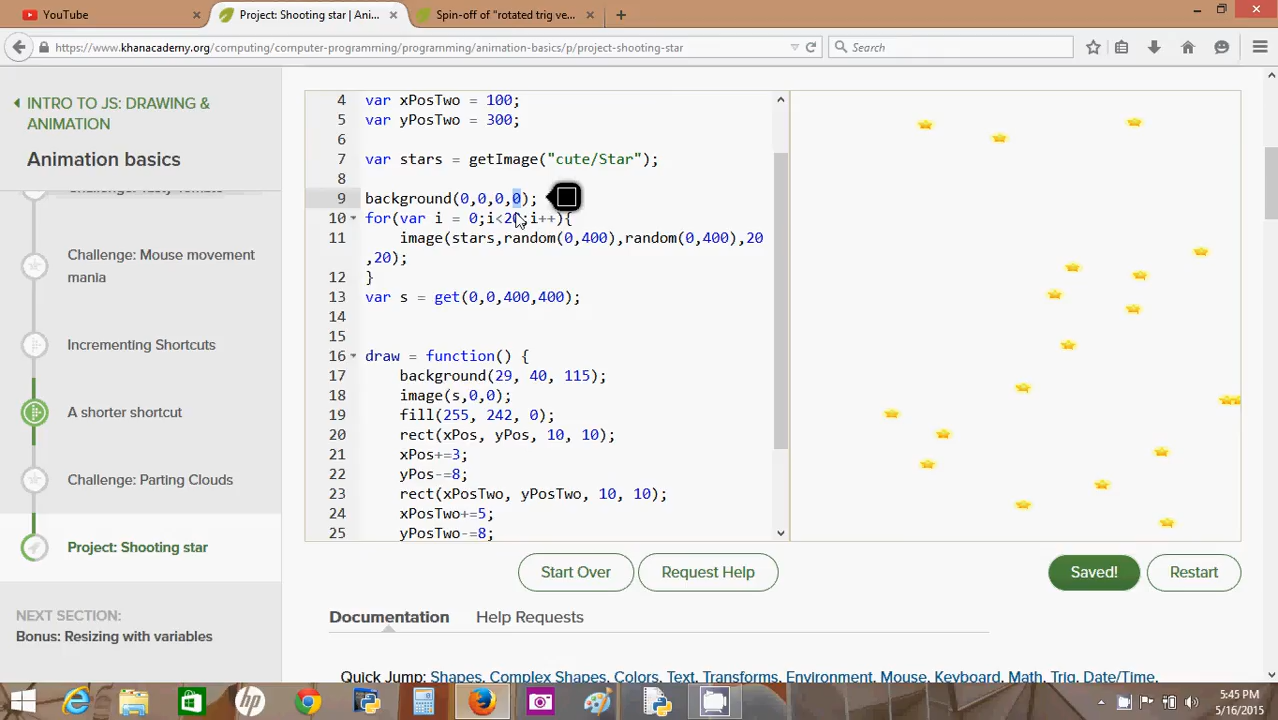 YouTube
Project: Shooting star | Ani...
Spin-off of "rotated trig ve...
https://www.khanacademy.org/computing/computer-programming/programming/animation-basics/p/project-shooting-star
Search
INTRO TO JS: DRAWING &
ANIMATION
Animation basics
Challenge: Mouse movement
mania
Incrementing Shortcuts
A shorter shortcut
Challenge: Parting Clouds
Project: Shooting star
NEXT SECTION:
Bonus: Resizing with variables
4 var xPosTwo = 100;
5 var yPosTwo = 300;
6
7 var stars = getImage("cute/Star");
8
9 background(0,0,0,0);
10 for(var i = 0;i<20;i++){
11 image(stars,random(0,400),random(0,400),20
,20);
12 }
13 var s = get(0,0,400,400);
14
15
16 draw = function() {
17 background(29, 40, 115);
18 image(s,0,0);
19 fill(255, 242, 0);
20 rect(xPos, yPos, 10, 10);
21 xPos+=3;
22 yPos-=8;
23 rect(xPosTwo, yPosTwo, 10, 10);
24 xPosTwo+=5;
25 yPosTwo-=8;
Start Over
Request Help
Saved!
Restart
Documentation
Help Requests
Quick Jump: Shapes, Complex Shapes, Colors, Text, Transforms, Environment, Mouse, Keyboard, Math, Trig, Date/Time,
hp
5:45 PM
5/16/2015